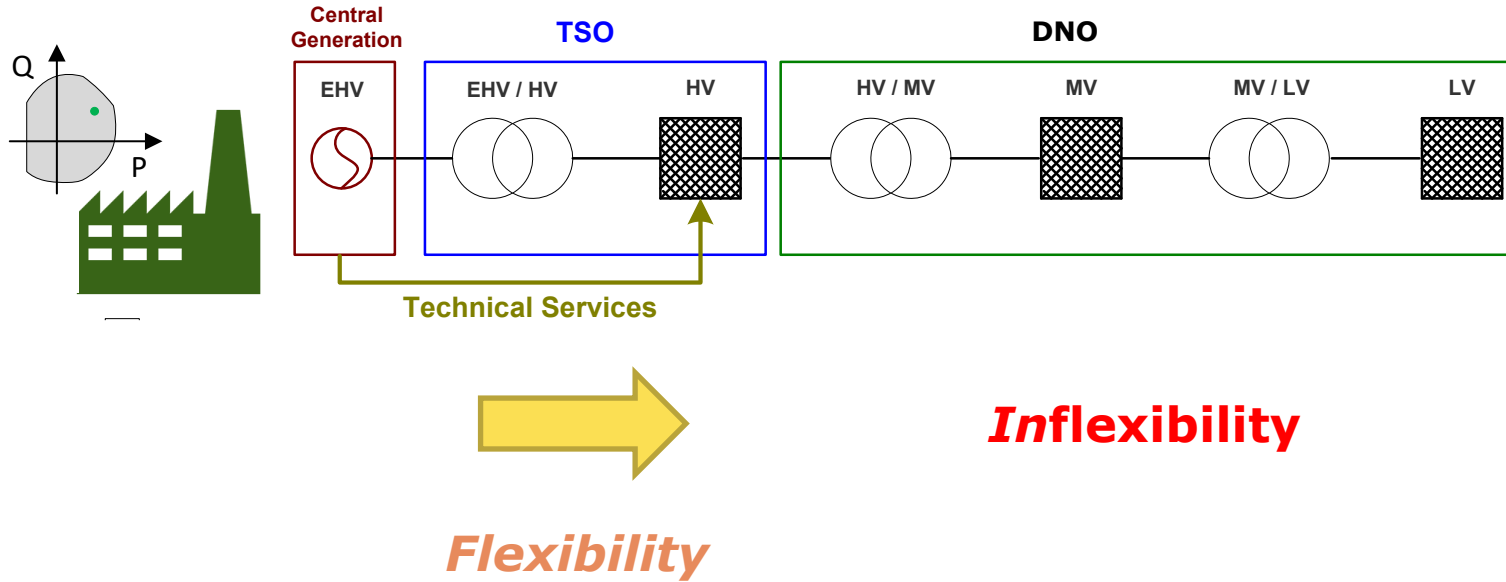 Central
Generation
TSO
DNO
Q
P
EHV
EHV / HV
HV
HV / MV
MV
MV / LV
LV
Technical Services
Inflexibility
Flexibility